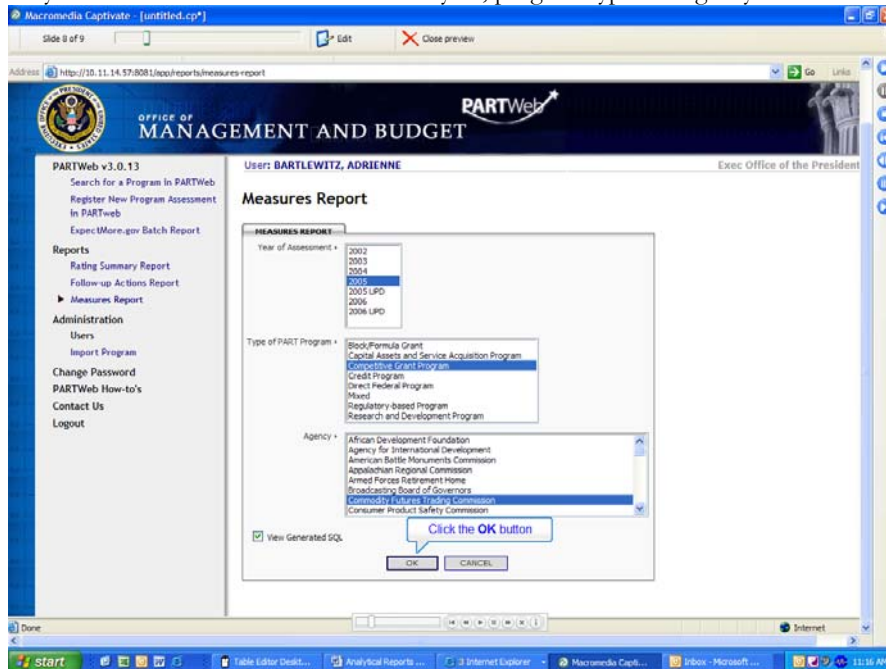 Macromedia Captivate - [untitled.cp*]
Slide 8 of 9
Edit
Close preview
Address
http://10.11.14.57:8081/app/reports/measures-report
Go
Links
OFFICE OF
MANAGEMENT AND BUDGET
PARTWeb
PARTWeb v3.0.13
Search for a Program in PARTWeb
Register New Program Assessment
in PARTweb
ExpectMore.gov Batch Report
Reports
Rating Summary Report
Follow-up Actions Report
Measures Report
Administration
Users
Import Program
Change Password
PARTWeb How-to's
Contact Us
Logout
User: BARTLEWITZ, ADRIENNE
Exec Office of the President
Measures Report
MEASURES REPORT
Year of Assessment
2002
2003
2004
2005
2005 UPD
2006
2006 UPD
Type of PART Program
Block/Formula Grant
Capital Assets and Service Acquisition Program
Competitive Grant Program
Credit Program
Direct Federal Program
Mixed
Regulatory-based Program
Research and Development Program
Agency
African Development Foundation
Agency for International Development
American Battle Monuments Commission
Appalachian Regional Commission
Armed Forces Retirement Home
Broadcasting Board of Governors
Commodity Futures Trading Commission
Consumer Product Safety Commission
View Generated SQL
Click the OK button
OK
CANCEL
Done
Internet
start
Table Editor Deskt...
Analytical Reports ...
3 Internet Explorer
Macromedia Capti...
Inbox - Microsoft ...
11:16 AM